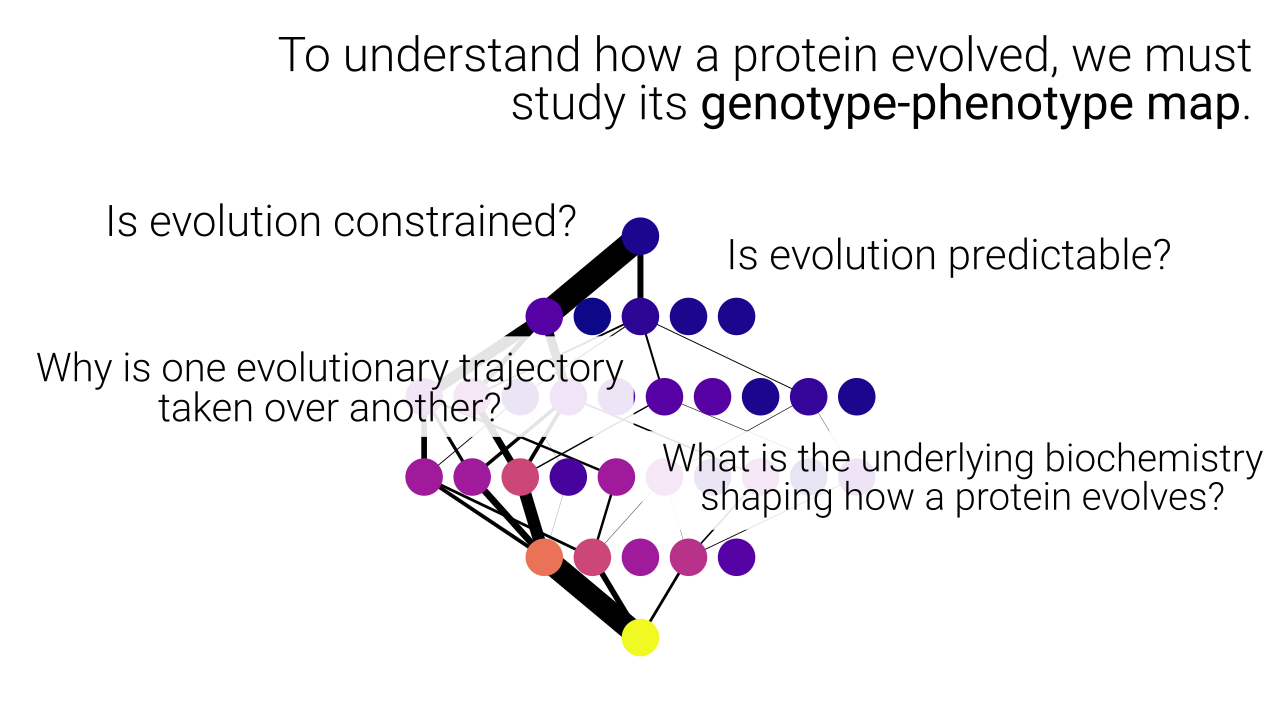 To understand how a protein evolved, we must
study its genotype-phenotype map.
Is evolution constrained?
Is evolution predictable?
Why is one evolutionary trajectory
taken over another?
What is the underlying biochemistry
shaping how a protein evolves?